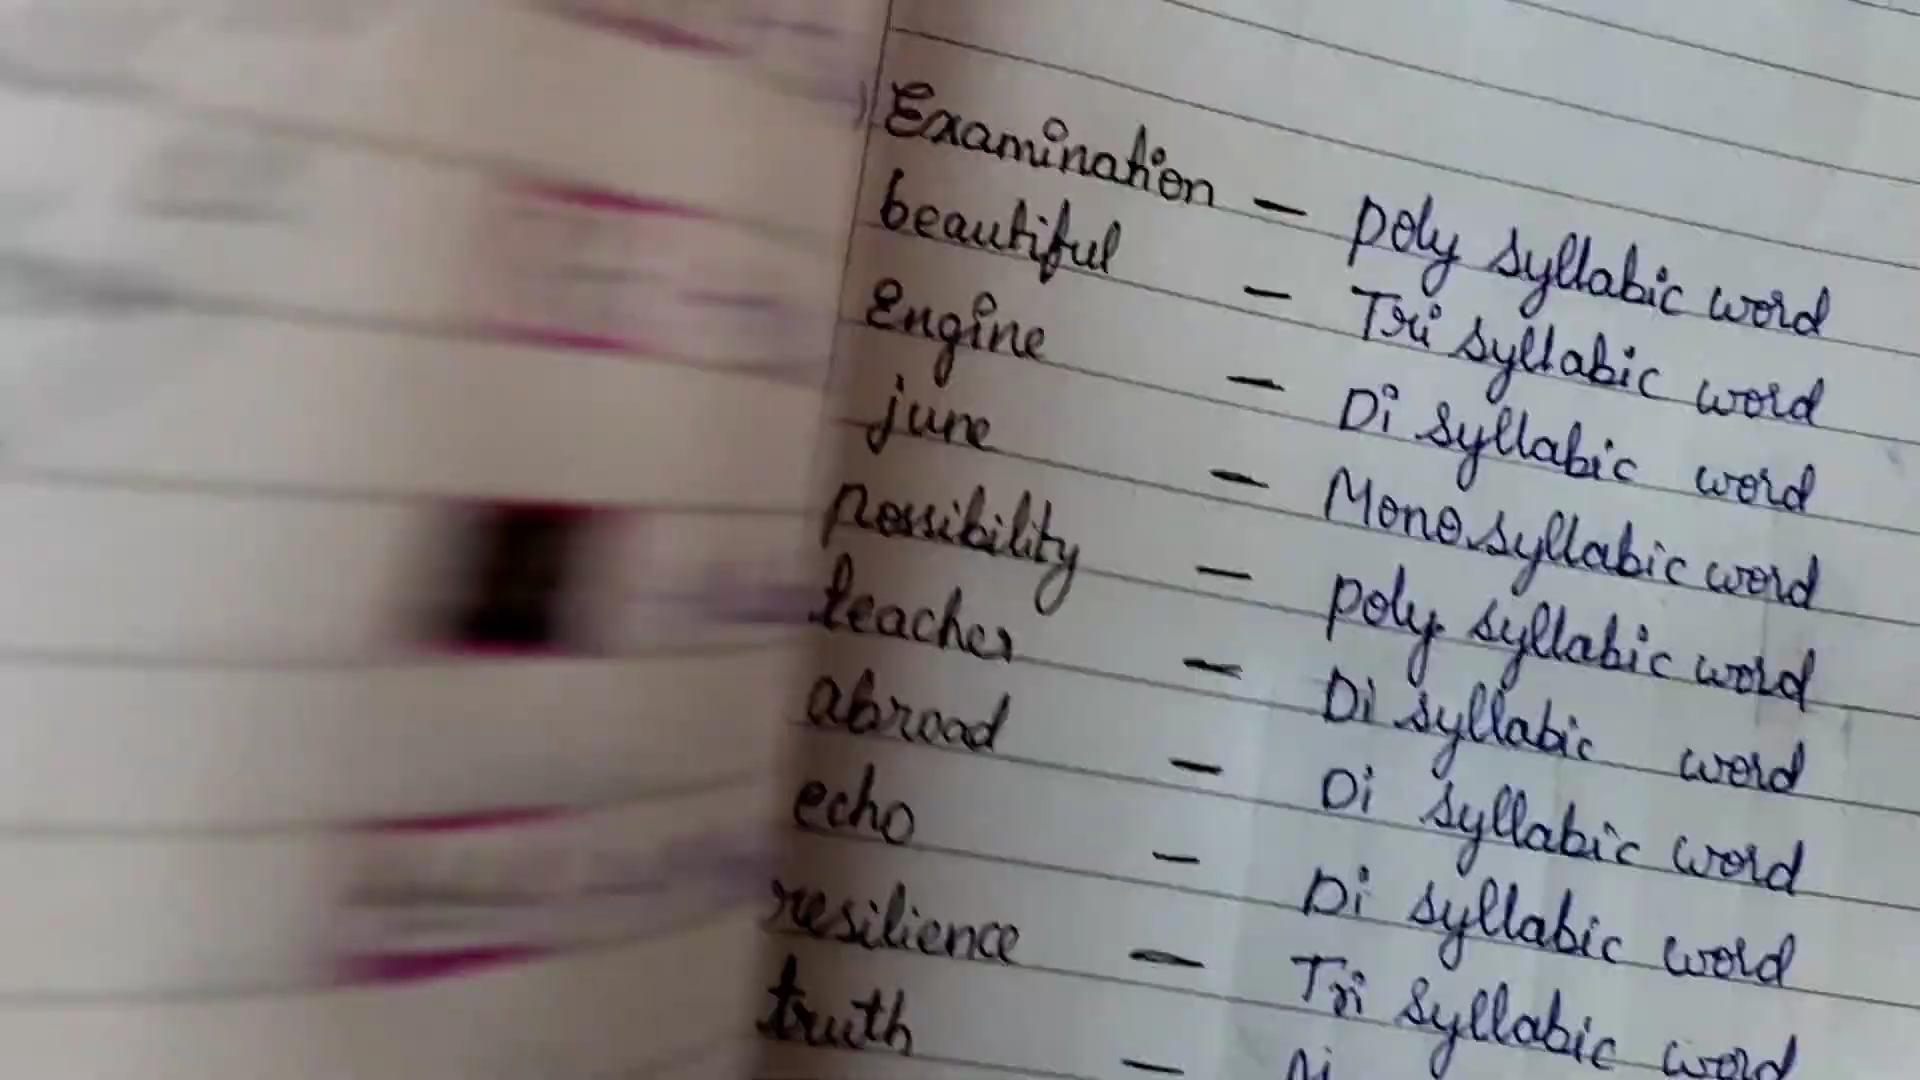 Examination – poly syllabic word
beautiful – Tri syllabic word
Engine – Di syllabic word
june – Mono syllabic word
possibility – poly syllabic word
teacher – Di syllabic word
abroad – Di syllabic word
echo – Di syllabic word
resilience – Tri syllabic word
truth –